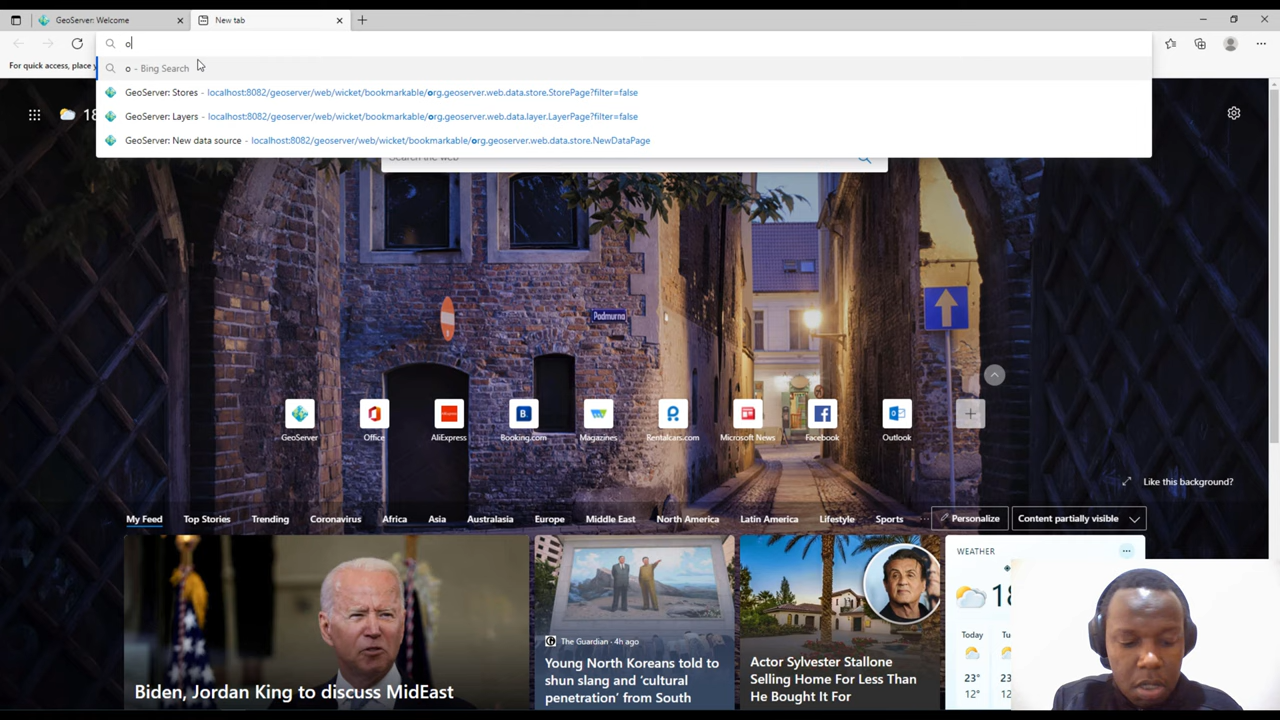 GeoServer: Welcome
New tab
o
For quick access, place y
o - Bing Search
GeoServer: Stores - localhost:8082/geoserver/web/wicket/bookmarkable/org.geoserver.web.data.store.StorePage?filter=false
GeoServer: Layers - localhost:8082/geoserver/web/wicket/bookmarkable/org.geoserver.web.data.layer.LayerPage?filter=false
GeoServer: New data source - localhost:8082/geoserver/web/wicket/bookmarkable/org.geoserver.web.data.store.NewDataPage
18
Search the web
Podmurna
GeoServer
Office
AliExpress
Booking.com
Magazines
Rentalcars.com
Microsoft News
Facebook
Outlook
Like this background?
My Feed
Top Stories
Trending
Coronavirus
Africa
Asia
Australasia
Europe
Middle East
North America
Latin America
Lifestyle
Sports
...
Personalize
Content partially visible
Biden, Jordan King to discuss MidEast
The Guardian · 4h ago
Young North Koreans told to
shun slang and ‘cultural
penetration’ from South
Actor Sylvester Stallone
Selling Home For Less Than
He Bought It For
WEATHER
Today
Tu
23°
23°
12°
12°